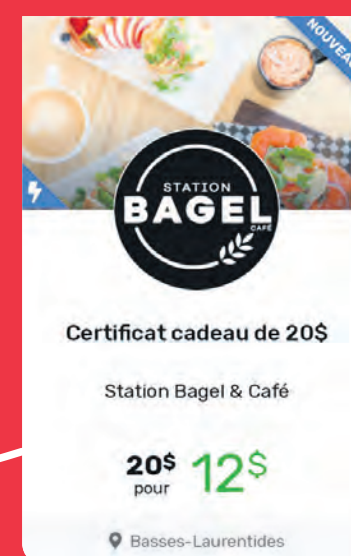 NOUVEAU
STATION
BAGEL
CAFÉ
Certificat cadeau de 20$
Station Bagel & Café
20$ 12$
pour
Basses-Laurentides